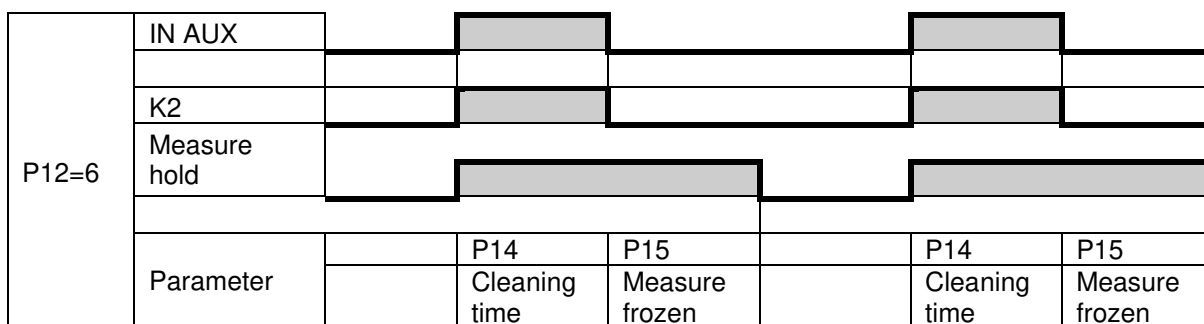 IN AUX
K2
P12=6
Measure
hold
Parameter
P14
P15
P14
P15
Cleaning
time
Measure
frozen
Cleaning
time
Measure
frozen